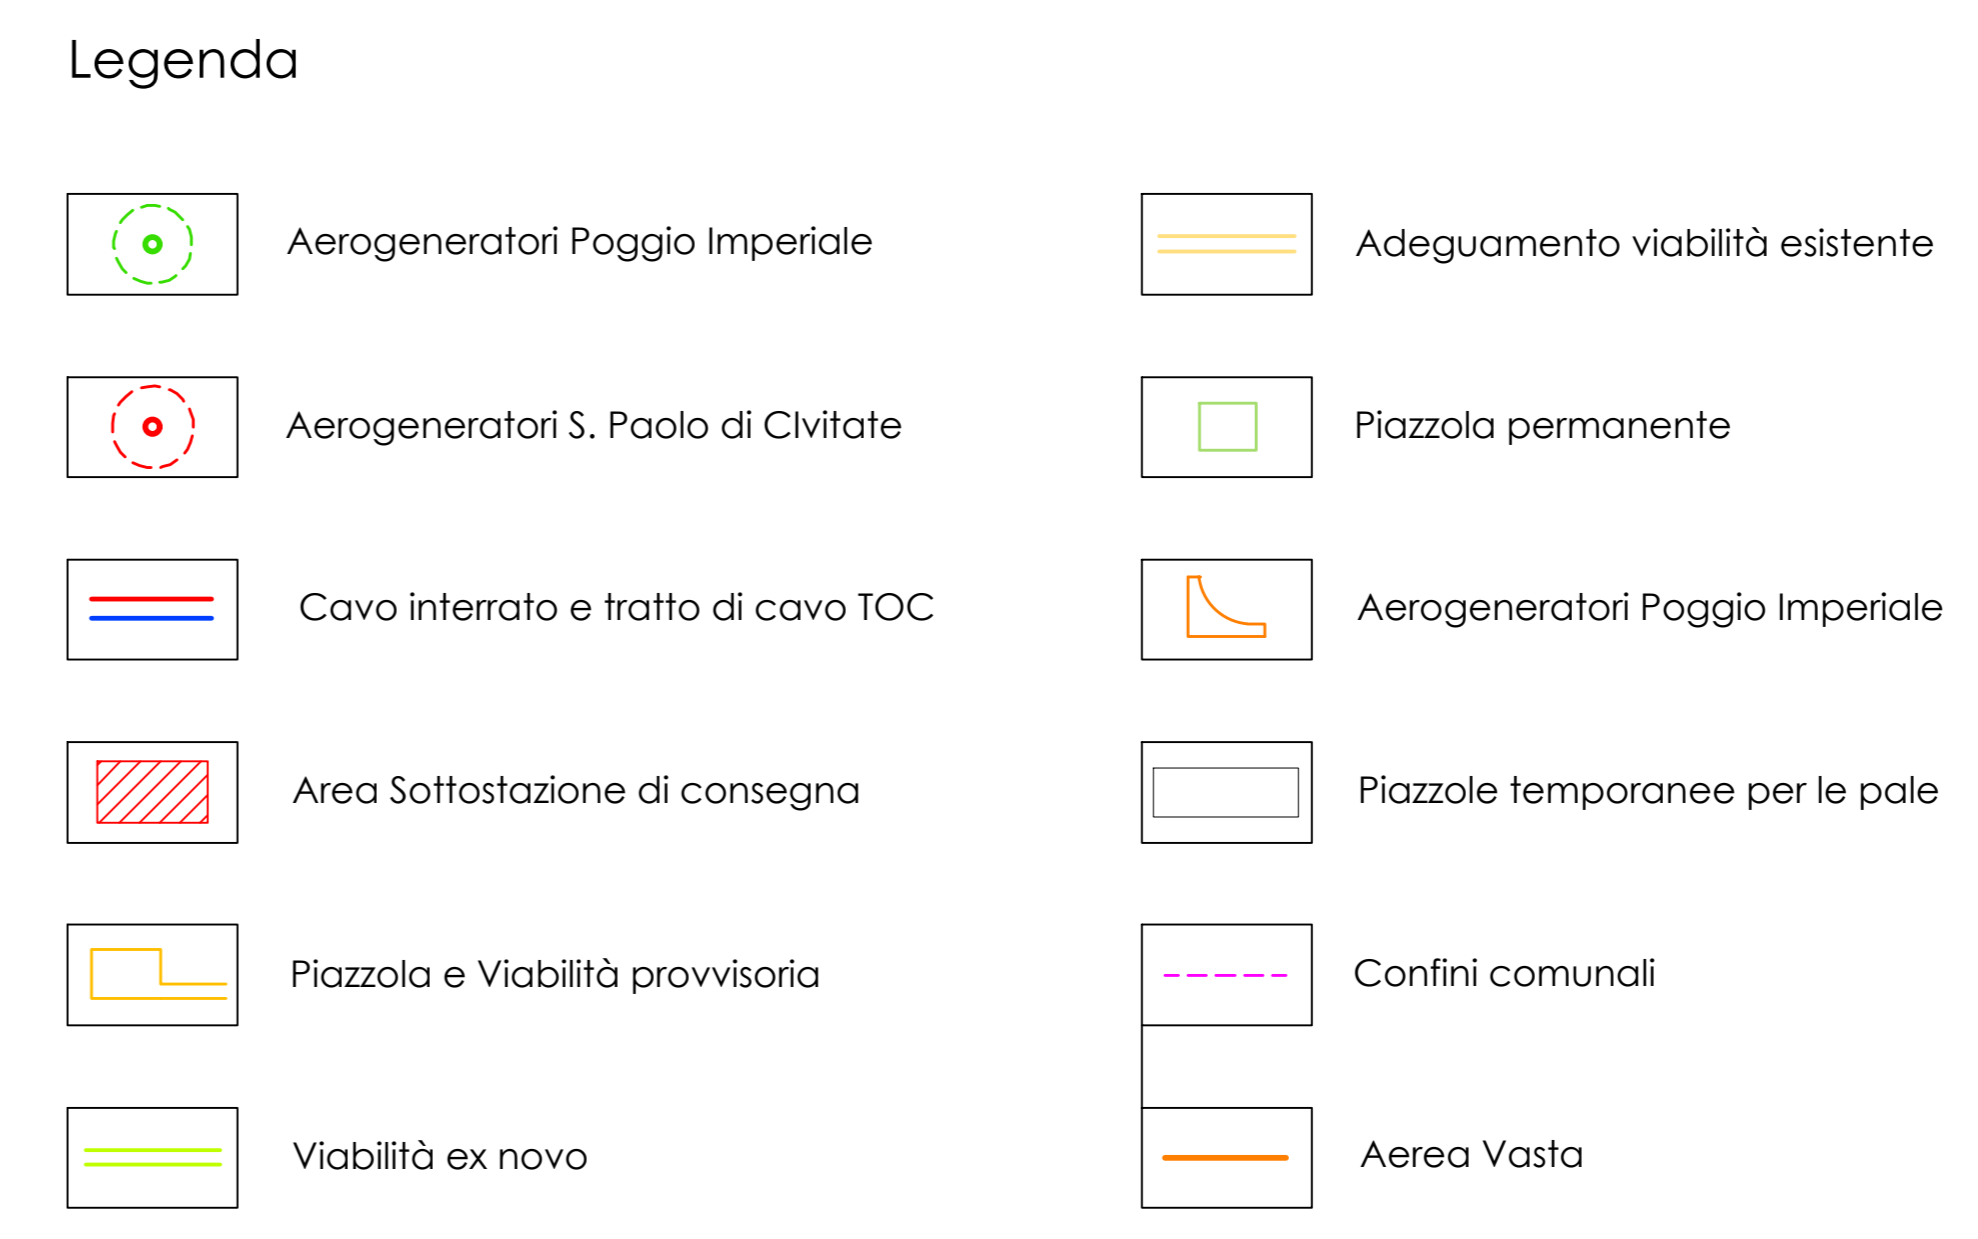 Legenda
Aerogeneratori Poggio Imperiale
Aerogeneratori S. Paolo di CIvitate
Cavo interrato e tratto di cavo TOC
Area Sottostazione di consegna
Piazzola e Viabilità provvisoria
Viabilità ex novo
Adeguamento viabilità esistente
Piazzola permanente
Aerogeneratori Poggio Imperiale
Piazzole temporanee per le pale
Confini comunali
Aerea Vasta